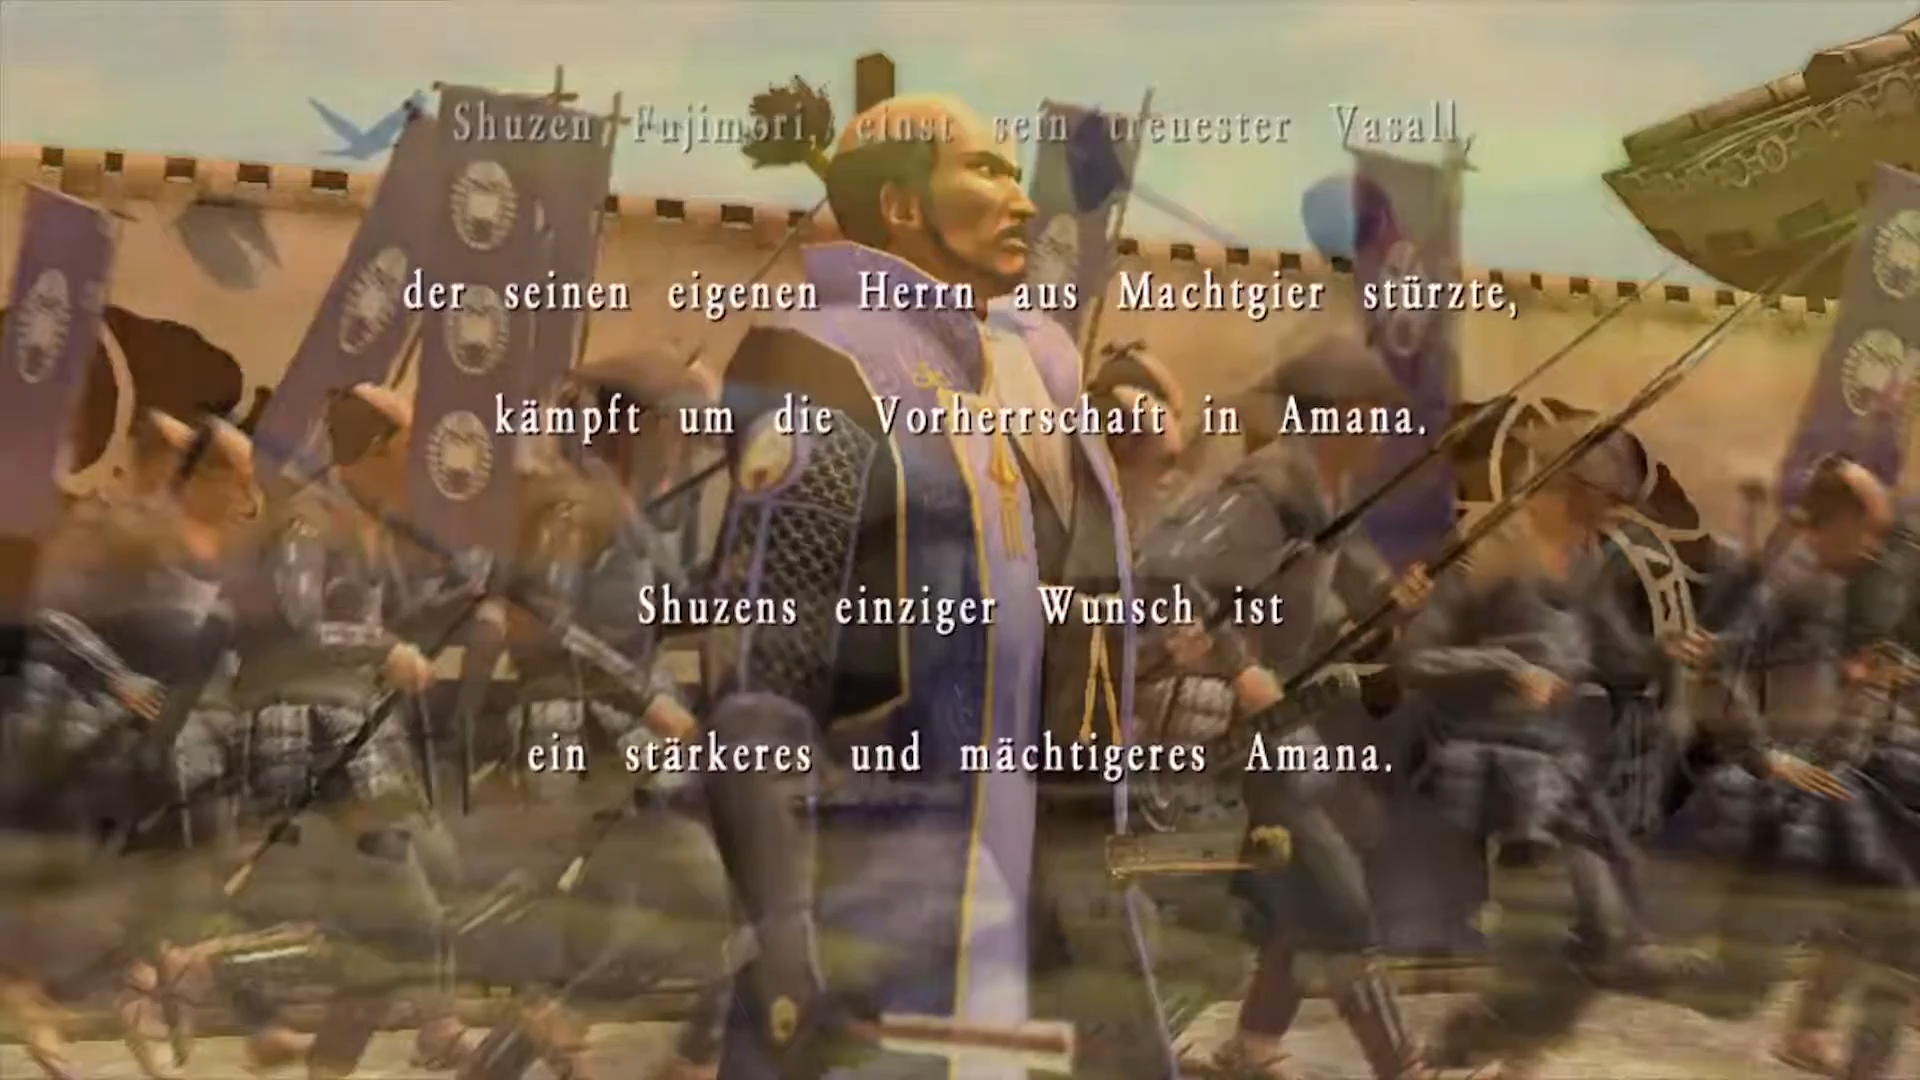 Shuzen Fujimori, einst sein treuester Vasall,
der seinen eigenen Herrn aus Machtgier stürzte,
kämpft um die Vorherrschaft in Amana.
Shuzens einziger Wunsch ist
ein stärkeres und mächtigeres Amana.